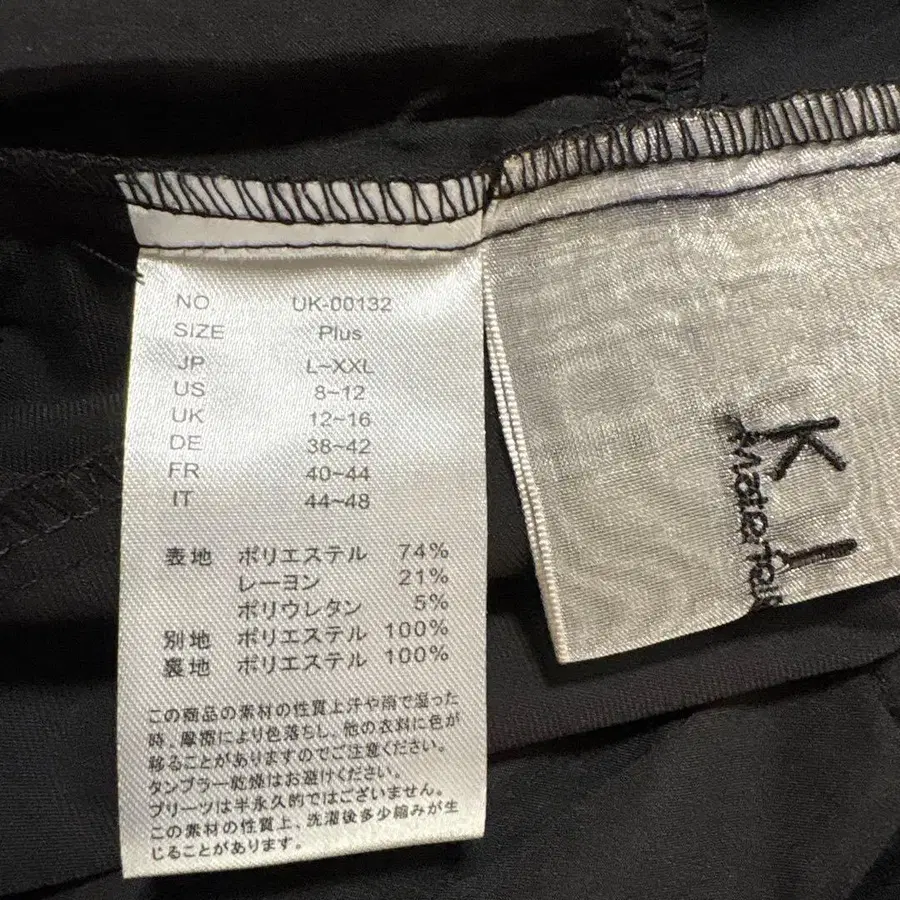 NO UK-00132
SIZE Plus
JP L~XXL
US 8~12
UK 12~16
DE 38~42
FR 40~44
IT 44~48
表地 ポリエステル 74%
レーヨン 21%
ポリウレタン 5%
別地 ポリエステル 100%
裏地 ポリエステル 100%
この商品の素材の性質上汗や雨で湿った
時、摩擦により色落ちし、他の衣料に色が
移ることがありますのでご注意ください。
タンブラー乾燥はお避けください。
プリーツは半永久的ではございません。
この素材の性質上、洗濯後多少縮みが生
じることがあります。
K